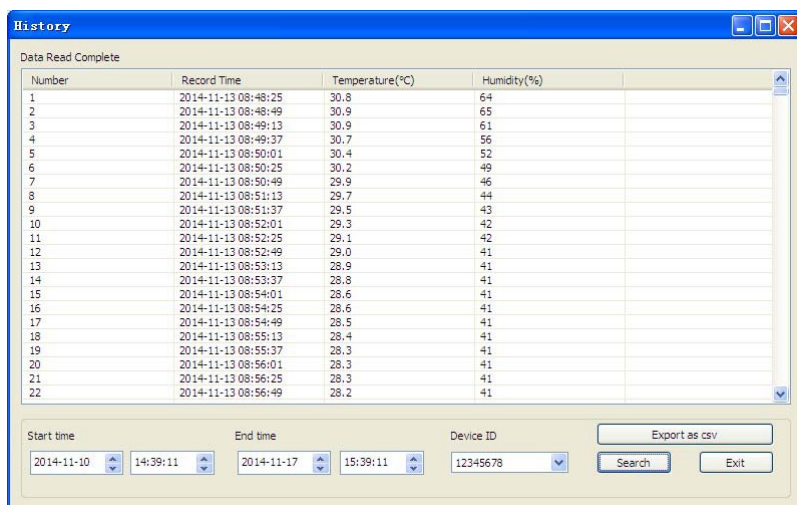 History
Data Read Complete
Number Record Time Temperature(°C) Humidity(%)
1 2014-11-13 08:48:25 30.8 64
2 2014-11-13 08:48:49 30.9 65
3 2014-11-13 08:49:13 30.9 61
4 2014-11-13 08:49:37 30.7 56
5 2014-11-13 08:50:01 30.4 52
6 2014-11-13 08:50:25 30.2 49
7 2014-11-13 08:50:49 29.9 46
8 2014-11-13 08:51:13 29.7 44
9 2014-11-13 08:51:37 29.5 43
10 2014-11-13 08:52:01 29.3 42
11 2014-11-13 08:52:25 29.1 42
12 2014-11-13 08:52:49 29.0 41
13 2014-11-13 08:53:13 28.9 41
14 2014-11-13 08:53:37 28.8 41
15 2014-11-13 08:54:01 28.6 41
16 2014-11-13 08:54:25 28.6 41
17 2014-11-13 08:54:49 28.5 41
18 2014-11-13 08:55:13 28.4 41
19 2014-11-13 08:55:37 28.3 41
20 2014-11-13 08:56:01 28.3 41
21 2014-11-13 08:56:25 28.3 41
22 2014-11-13 08:56:49 28.2 41
Start time End time Device ID Export as csv
2014-11-10 14:39:11 2014-11-17 15:39:11 12345678 Search Exit